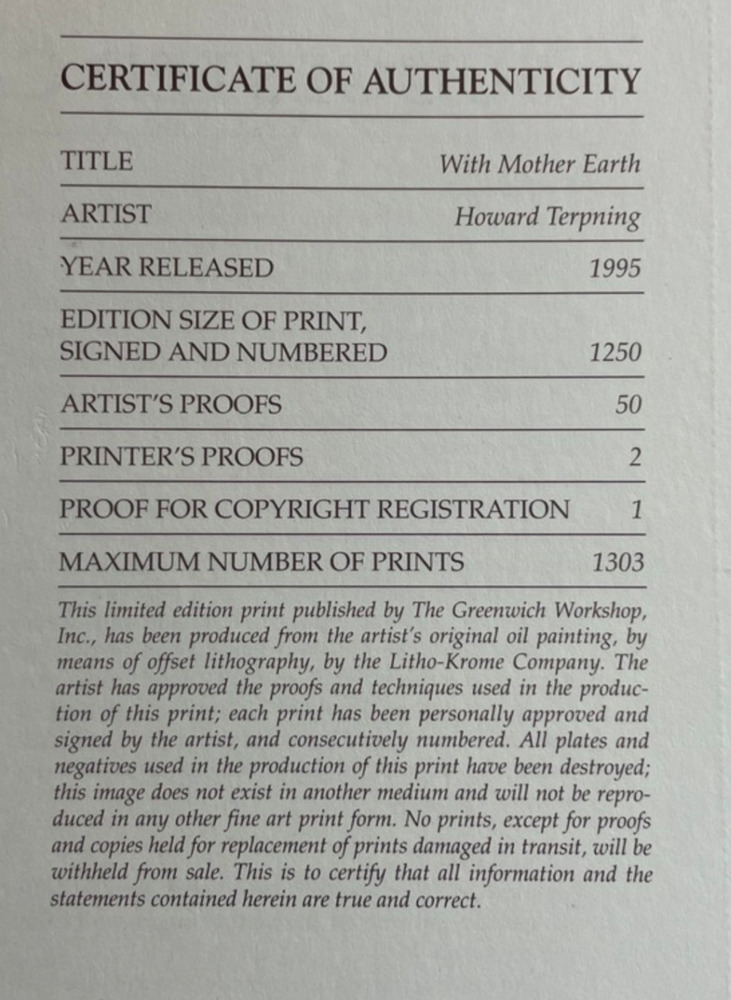 CERTIFICATE OF AUTHENTICITY
TITLE With Mother Earth
ARTIST Howard Terpning
YEAR RELEASED 1995
EDITION SIZE OF PRINT,
SIGNED AND NUMBERED 1250
ARTIST'S PROOFS 50
PRINTER'S PROOFS 2
PROOF FOR COPYRIGHT REGISTRATION 1
MAXIMUM NUMBER OF PRINTS 1303
This limited edition print published by The Greenwich Workshop,
Inc., has been produced from the artist's original oil painting, by
means of offset lithography, by the Litho-Krome Company. The
artist has approved the proofs and techniques used in the produc-
tion of this print; each print has been personally approved and
signed by the artist, and consecutively numbered. All plates and
negatives used in the production of this print have been destroyed;
this image does not exist in another medium and will not be repro-
duced in any other fine art print form. No prints, except for proofs
and copies held for replacement of prints damaged in transit, will be
withheld from sale. This is to certify that all information and the
statements contained herein are true and correct.